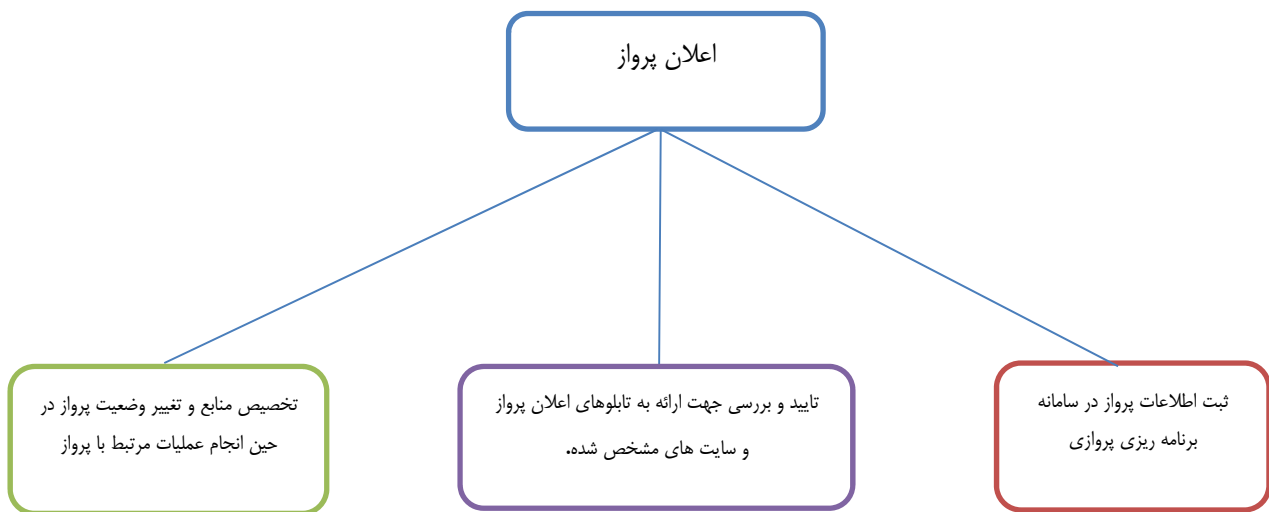 اعلان پرواز
ثبت اطلاعات پرواز در سامانه
برنامه ریزی پروازی
تایید و بررسی جهت ارائه به تابلوهای اعلان پرواز
و سایت های مشخص شده.
تخصیص منابع و تغییر وضعیت پرواز در
حین انجام عملیات مرتبط با پرواز